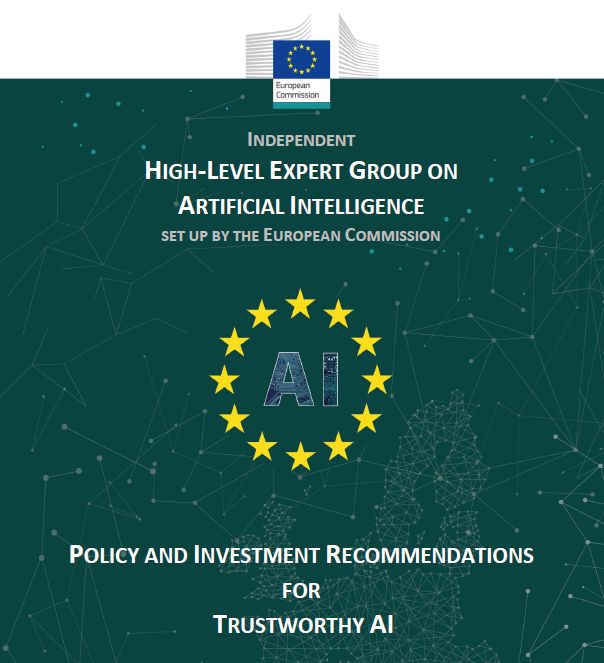 European
Commission
INDEPENDENT
HIGH-LEVEL EXPERT GROUP ON
ARTIFICIAL INTELLIGENCE
SET UP BY THE EUROPEAN COMMISSION
AI
POLICY AND INVESTMENT RECOMMENDATIONS
FOR
TRUSTWORTHY AI